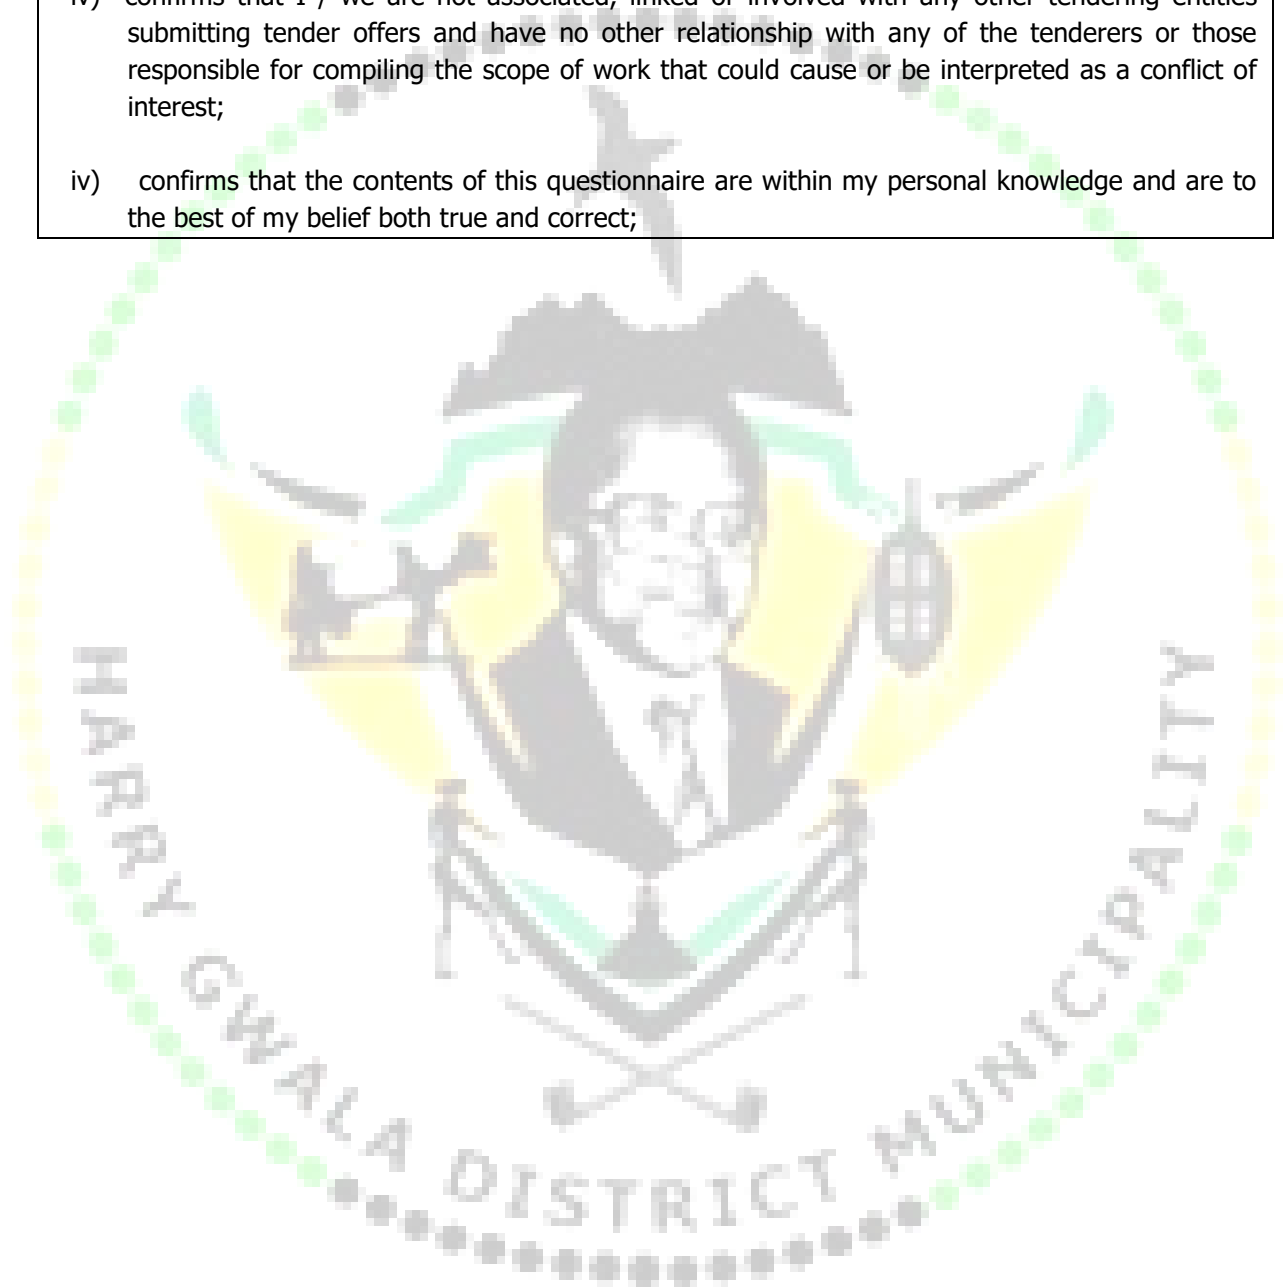 iv) confirms that I / we are not associated, linked or involved with any other tendering entities
submitting tender offers and have no other relationship with any of the tenderers or those
responsible for compiling the scope of work that could cause or be interpreted as a conflict of
interest;
iv) confirms that the contents of this questionnaire are within my personal knowledge and are to
the best of my belief both true and correct;
HARRY GWALA DISTRICT MUNICIPALITY